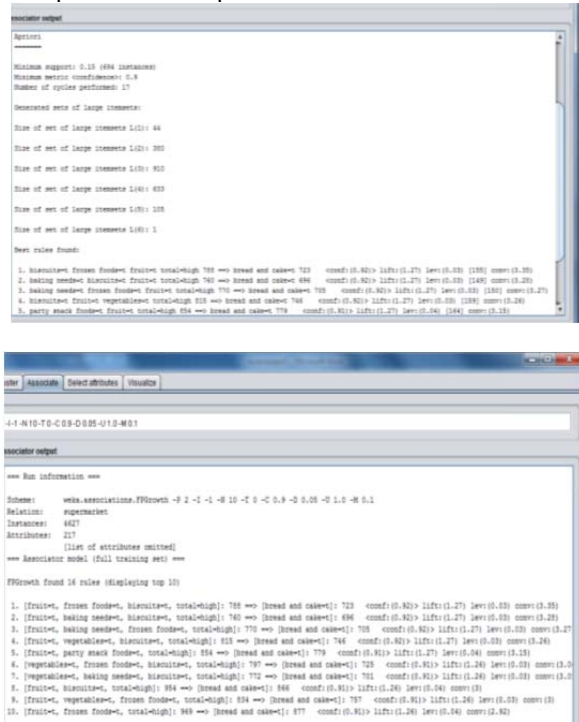 ssociator output
Apriori
=======
Minimum support: 0.15 (694 instances)
Minimum metric <confidence>: 0.9
Number of cycles performed: 17
Generated sets of large itemsets:
Size of set of large itemsets L(1): 44
Size of set of large itemsets L(2): 380
Size of set of large itemsets L(3): 910
Size of set of large itemsets L(4): 633
Size of set of large itemsets L(5): 105
Size of set of large itemsets L(6): 1
Best rules found:
1. biscuits=t frozen foods=t fruit=t total=high 788 ==> bread and cake=t 723 <conf:(0.92)> lift:(1.27) lev:(0.03) [155] conv:(3.35)
2. baking needs=t biscuits=t fruit=t total=high 760 ==> bread and cake=t 696 <conf:(0.92)> lift:(1.27) lev:(0.03) [149] conv:(3.28)
3. baking needs=t frozen foods=t fruit=t total=high 770 ==> bread and cake=t 705 <conf:(0.92)> lift:(1.27) lev:(0.03) [150] conv:(3.27)
4. biscuits=t fruit=t vegetables=t total=high 815 ==> bread and cake=t 746 <conf:(0.92)> lift:(1.27) lev:(0.03) [159] conv:(3.26)
5. party snack foods=t fruit=t total=high 854 ==> bread and cake=t 779 <conf:(0.91)> lift:(1.27) lev:(0.04) [164] conv:(3.15)
uster Associate Select attributes Visualize
-I -1 -N 10 -T 0 -C 0.9 -D 0.05 -U 1.0 -M 0.1
ssociator output
=== Run information ===
Scheme: weka.associations.FPGrowth -P 2 -I -1 -N 10 -T 0 -C 0.9 -D 0.05 -U 1.0 -M 0.1
Relation: supermarket
Instances: 4627
Attributes: 217
[list of attributes omitted]
=== Associator model (full training set) ===
FPGrowth found 16 rules (displaying top 10)
1. [fruit=t, frozen foods=t, biscuits=t, total=high]: 788 ==> [bread and cake=t]: 723 <conf:(0.92)> lift:(1.27) lev:(0.03) conv:(3.35)
2. [fruit=t, baking needs=t, biscuits=t, total=high]: 760 ==> [bread and cake=t]: 696 <conf:(0.92)> lift:(1.27) lev:(0.03) conv:(3.28)
3. [fruit=t, baking needs=t, frozen foods=t, total=high]: 770 ==> [bread and cake=t]: 705 <conf:(0.92)> lift:(1.27) lev:(0.03) conv:(3.27
4. [fruit=t, vegetables=t, biscuits=t, total=high]: 815 ==> [bread and cake=t]: 746 <conf:(0.92)> lift:(1.27) lev:(0.03) conv:(3.26)
5. [fruit=t, party snack foods=t, total=high]: 854 ==> [bread and cake=t]: 779 <conf:(0.91)> lift:(1.27) lev:(0.04) conv:(3.15)
6. [vegetables=t, frozen foods=t, biscuits=t, total=high]: 797 ==> [bread and cake=t]: 725 <conf:(0.91)> lift:(1.26) lev:(0.03) conv:(3.0
7. [vegetables=t, baking needs=t, biscuits=t, total=high]: 772 ==> [bread and cake=t]: 701 <conf:(0.91)> lift:(1.26) lev:(0.03) conv:(3.0
8. [fruit=t, biscuits=t, total=high]: 954 ==> [bread and cake=t]: 866 <conf:(0.91)> lift:(1.26) lev:(0.04) conv:(3)
9. [fruit=t, vegetables=t, frozen foods=t, total=high]: 834 ==> [bread and cake=t]: 757 <conf:(0.91)> lift:(1.26) lev:(0.03) conv:(3)
10. [fruit=t, frozen foods=t, total=high]: 969 ==> [bread and cake=t]: 877 <conf:(0.91)> lift:(1.26) lev:(0.04) conv:(2.92)